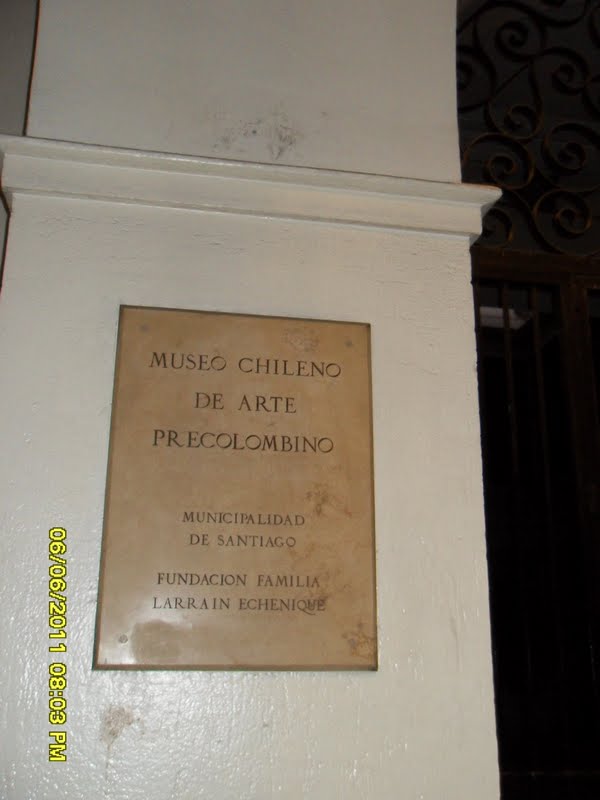 MUSEO CHILENO
DE ARTE
PRECOLOMBINO
MUNICIPALIDAD
DE SANTIAGO
FUNDACION FAMILIA
LARRAIN ECHENIQUE
06/06/2011 08:03 PM